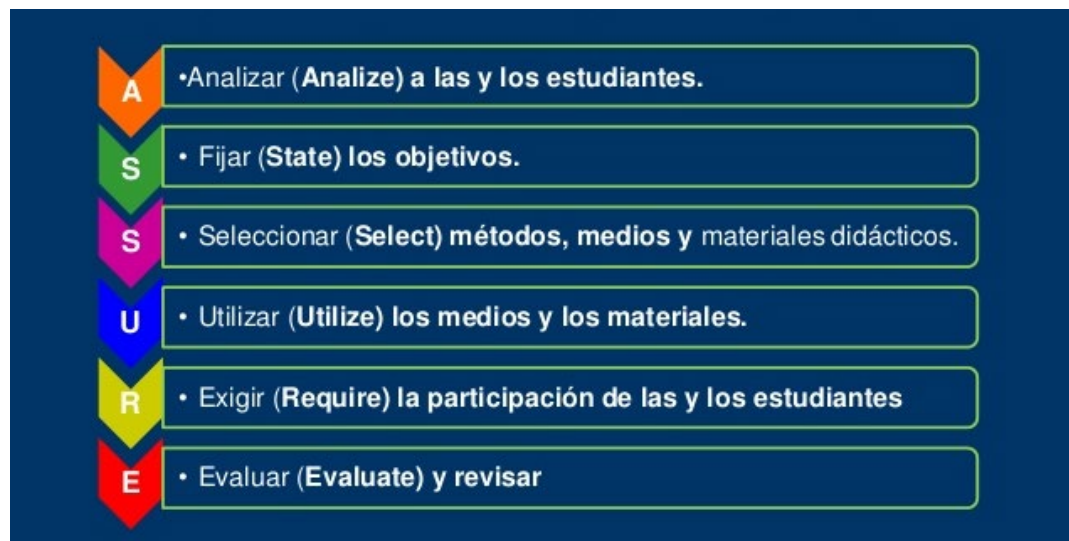 A
•Analizar (Analize) a las y los estudiantes.
S
• Fijar (State) los objetivos.
S
• Seleccionar (Select) métodos, medios y materiales didácticos.
U
• Utilizar (Utilize) los medios y los materiales.
R
• Exigir (Require) la participación de las y los estudiantes
E
• Evaluar (Evaluate) y revisar